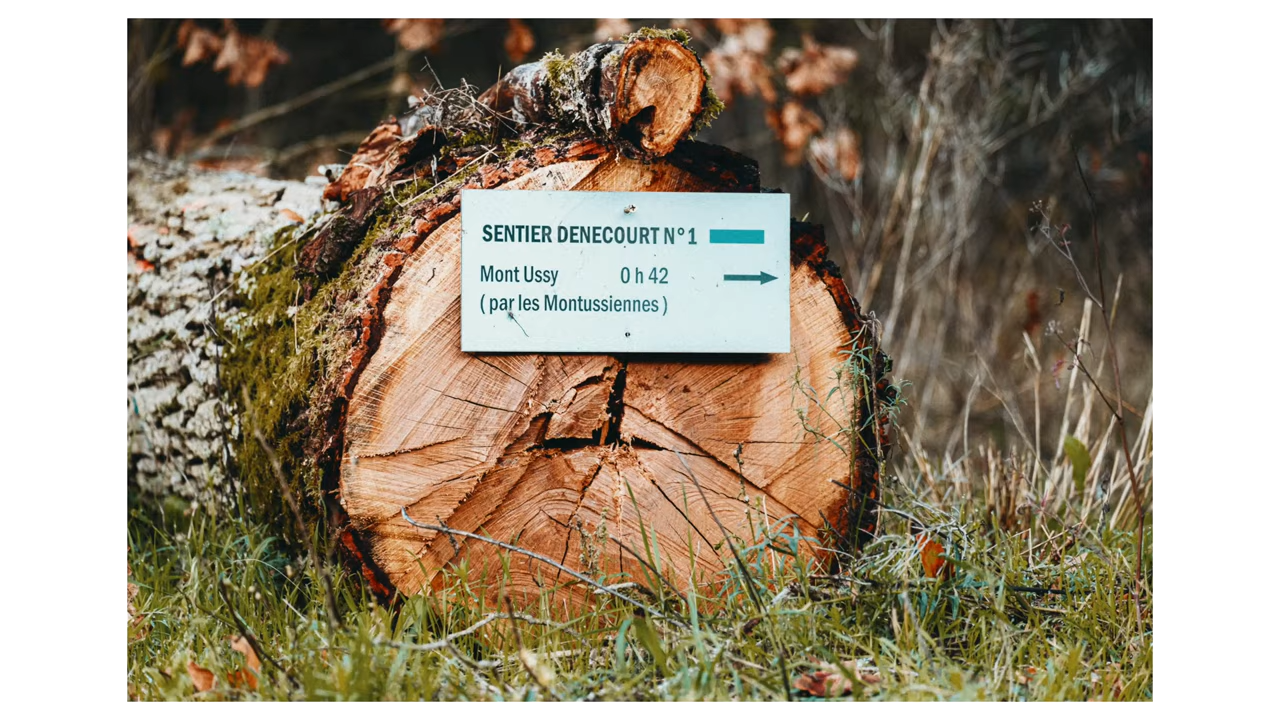 SENTIER DENECOURT N°1
Mont Ussy 0 h 42
( par les Montussiennes )